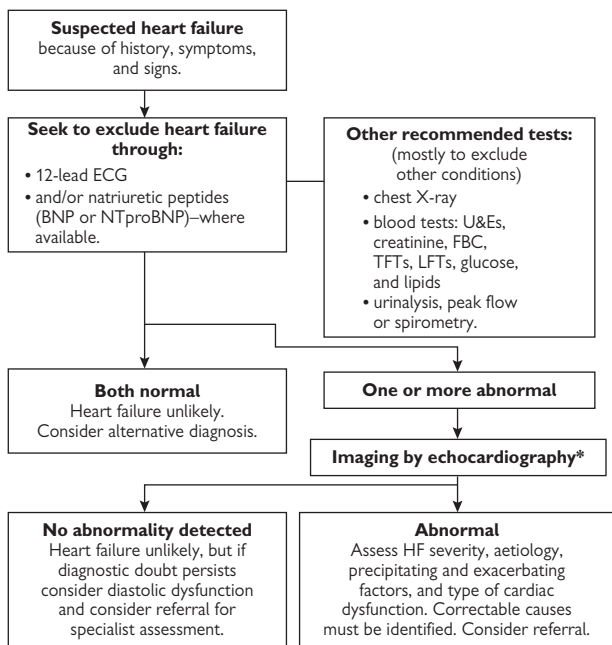 Suspected heart failure
because of history, symptoms,
and signs.
Seek to exclude heart failure
through:
• 12-lead ECG
• and/or natriuretic peptides
(BNP or NTproBNP)–where
available.
Other recommended tests:
(mostly to exclude
other conditions)
• chest X-ray
• blood tests: U&Es,
creatinine, FBC,
TFTs, LFTs, glucose,
and lipids
• urinalysis, peak flow
or spirometry.
Both normal
Heart failure unlikely.
Consider alternative diagnosis.
One or more abnormal
Imaging by echocardiography*
No abnormality detected
Heart failure unlikely, but if
diagnostic doubt persists
consider diastolic dysfunction
and consider referral for
specialist assessment.
Abnormal
Assess HF severity, aetiology,
precipitating and exacerbating
factors, and type of cardiac
dysfunction. Correctable causes
must be identified. Consider referral.